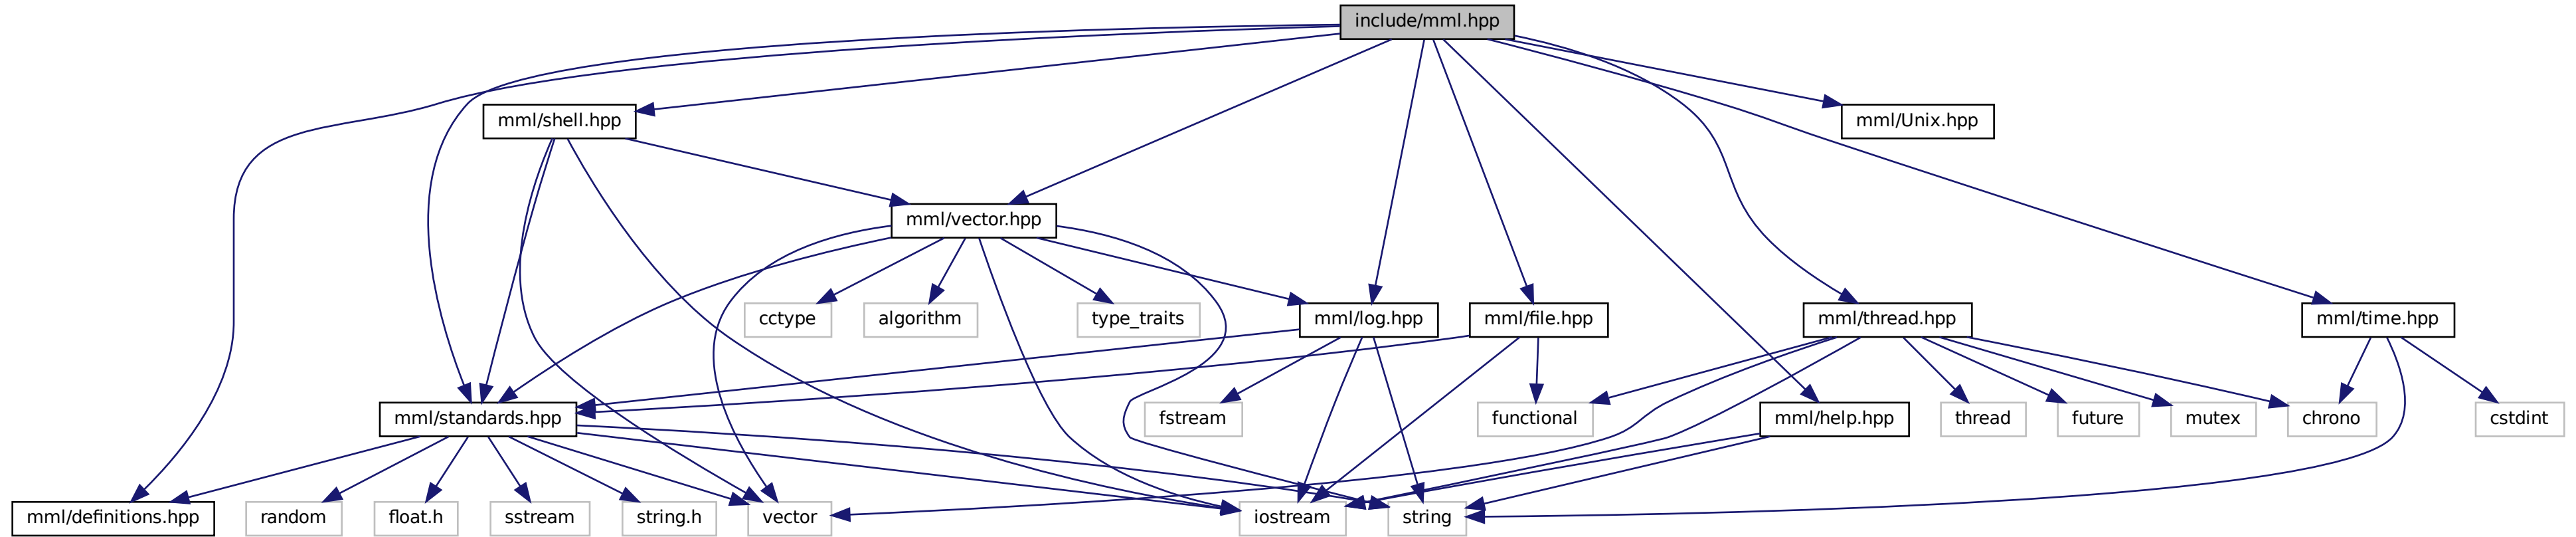 include/mml.hpp
mml/shell.hpp
mml/Unix.hpp
mml/vector.hpp
cctype
algorithm
type_traits
mml/log.hpp
mml/file.hpp
mml/thread.hpp
mml/time.hpp
mml/standards.hpp
fstream
functional
mml/help.hpp
thread
future
mutex
chrono
cstdint
mml/definitions.hpp
random
float.h
sstream
string.h
vector
iostream
string